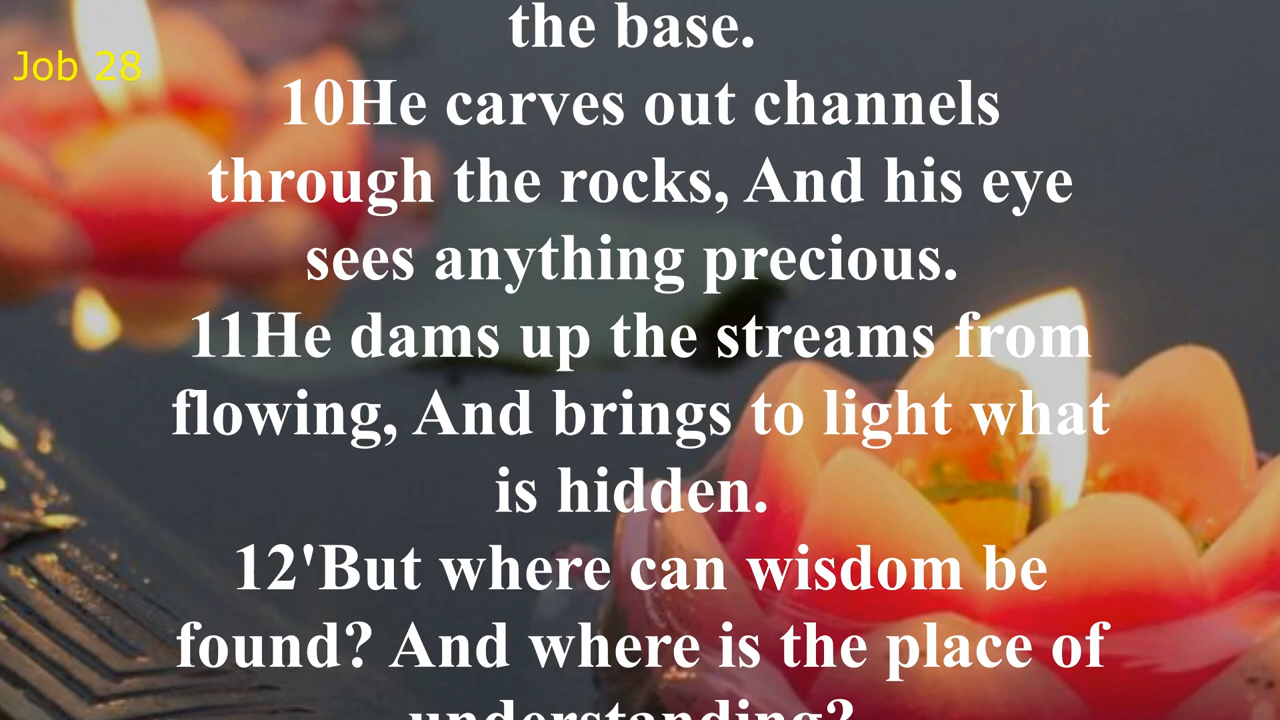 the base.
Job 28
10He carves out channels
through the rocks, And his eye
sees anything precious.
11He dams up the streams from
flowing, And brings to light what
is hidden.
12'But where can wisdom be
found? And where is the place of
understanding?